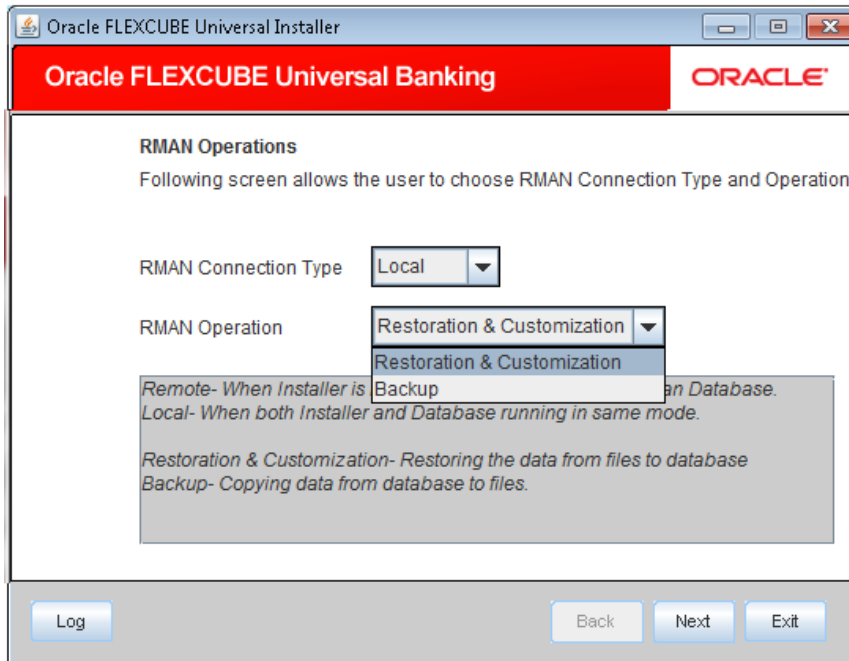 Oracle FLEXCUBE Universal Installer
Oracle FLEXCUBE Universal Banking
ORACLE
RMAN Operations
Following screen allows the user to choose RMAN Connection Type and Operation
RMAN Connection Type
Local
RMAN Operation
Restoration & Customization
Restoration & Customization
Backup
Remote- When Installer is an Database.
Local- When both Installer and Database running in same mode.
Restoration & Customization- Restoring the data from files to database
Backup- Copying data from database to files.
Log
Back
Next
Exit